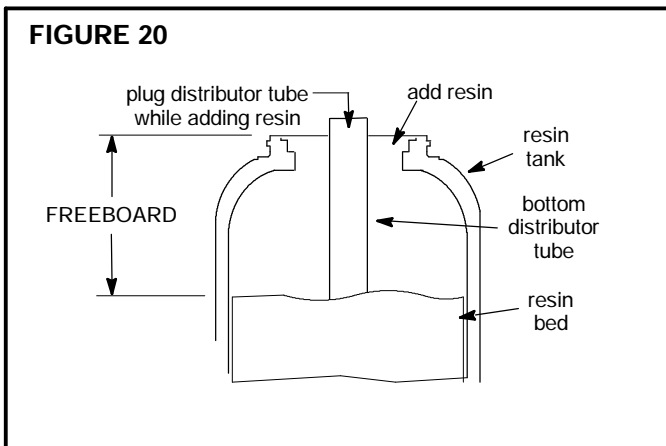 FIGURE 20
plug distributor tube
while adding resin
add resin
resin
tank
FREEBOARD
bottom
distributor
tube
resin
bed